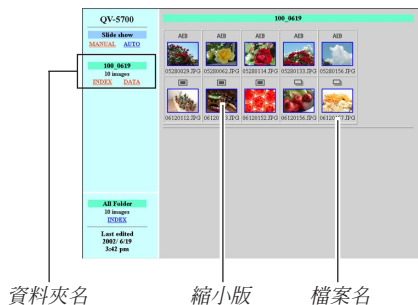 QV-5700
Slide show
MANUAL AUTO
100_0619
10 images
INDEX DATA
All Folder
10 images
INDEX
Last edited
2002/ 6/19
3:42 pm
100_0619
AEB AEB AEB AEB AEB
05280029.JPG 05280062.JPG 05280114.JPG 05280133.JPG 05280156.JPG
06120112.JPG 06120152.JPG 06120156.JPG
資料夾名 縮小版 檔案名